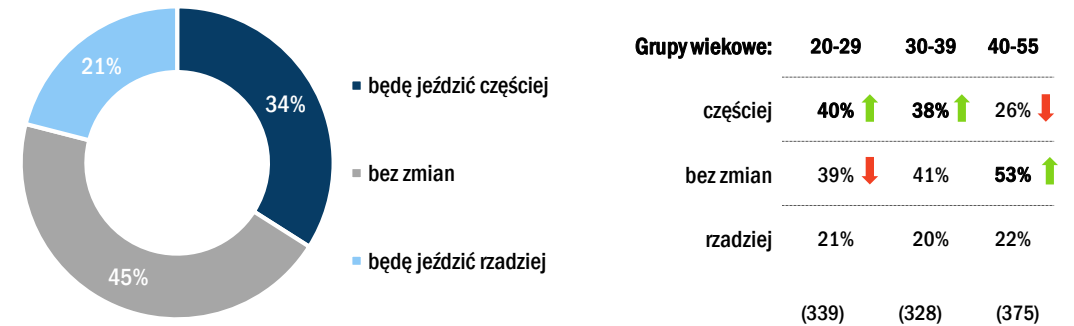 21%
34%
45%
będę jeździć częściej
bez zmian
będę jeździć rzadziej
Grupy wiekowe: 20-29 30-39 40-55
częściej 40% 38% 26%
bez zmian 39% 41% 53%
rzadziej 21% 20% 22%
(339) (328) (375)